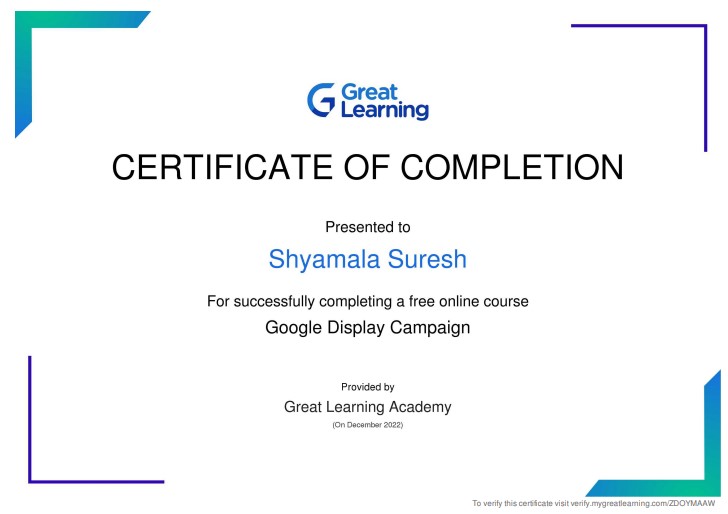 Great
Learning
CERTIFICATE OF COMPLETION
Presented to
Shyamala Suresh
For successfully completing a free online course
Google Display Campaign
Provided by
Great Learning Academy
(On December 2022)
To verify this certificate visit verify.mygreatlearning.com/ZDOYMAAW